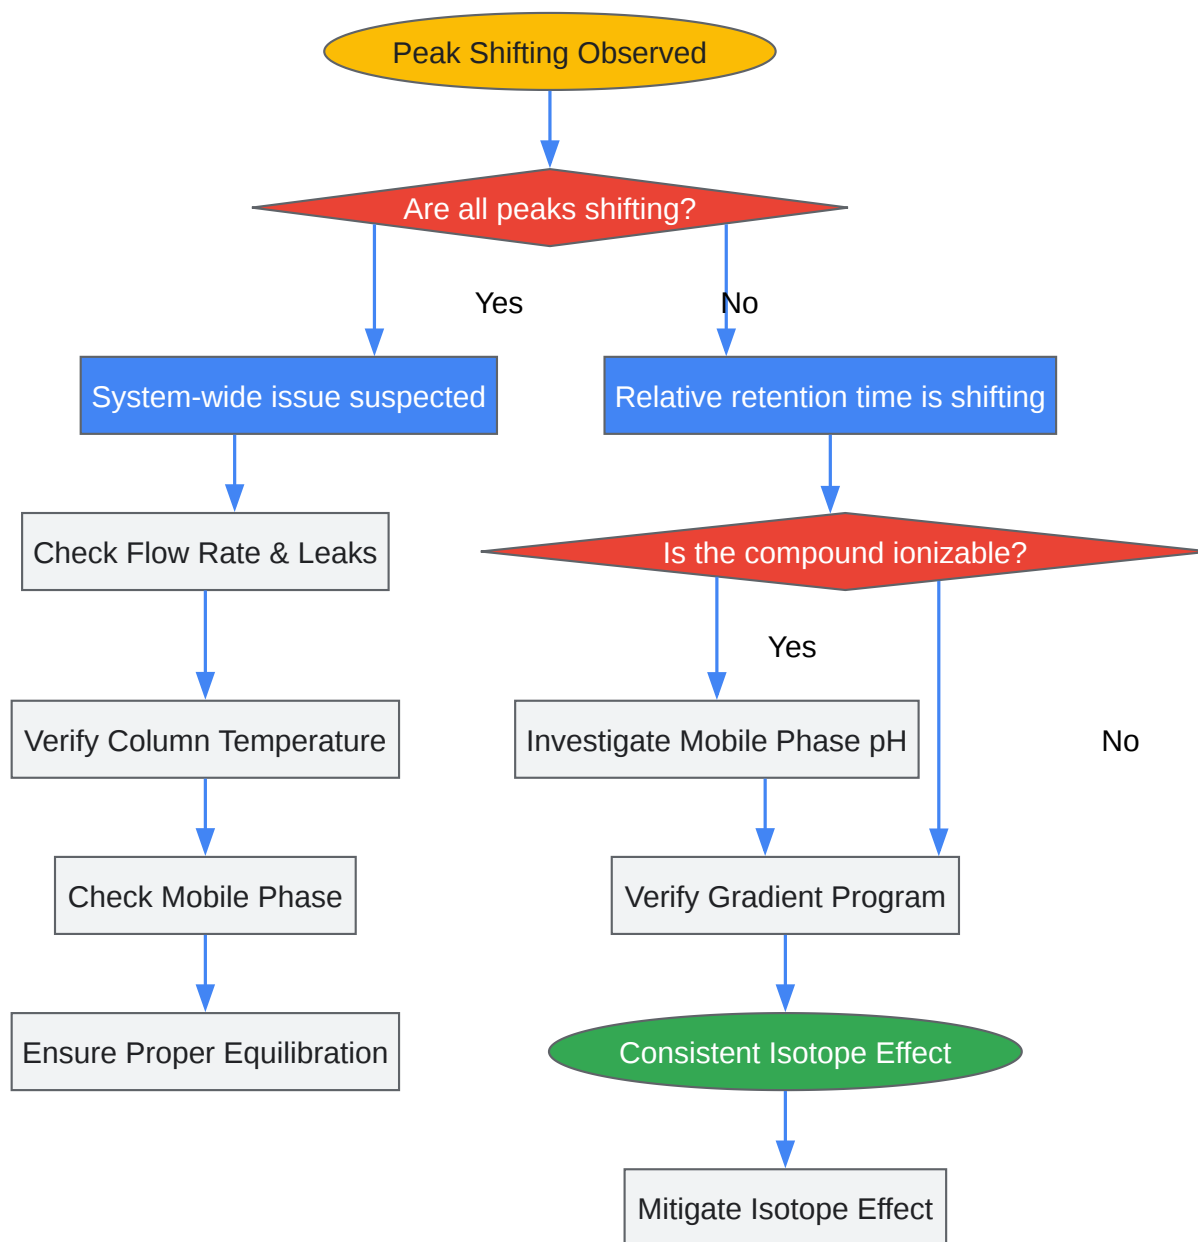 Peak Shifting Observed
Are all peaks shifting?
Yes
No
System-wide issue suspected
Relative retention time is shifting
Check Flow Rate & Leaks
Is the compound ionizable?
Yes
Verify Column Temperature
Investigate Mobile Phase pH
No
Check Mobile Phase
Verify Gradient Program
Ensure Proper Equilibration
Consistent Isotope Effect
Mitigate Isotope Effect